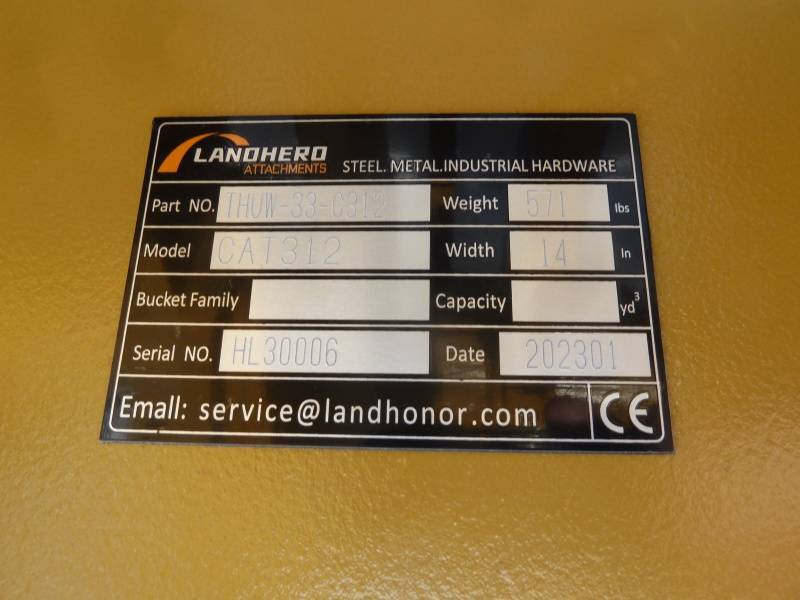 LANDHERO
ATTACHMENTS
STEEL. METAL.INDUSTRIAL HARDWARE
Part NO. THUW-33-C312 Weight 571 lbs
Model CAT312 Width 14 In
Bucket Family Capacity yd³
Serial NO. HL30006 Date 202301
Emall: service@landhonor.com CE